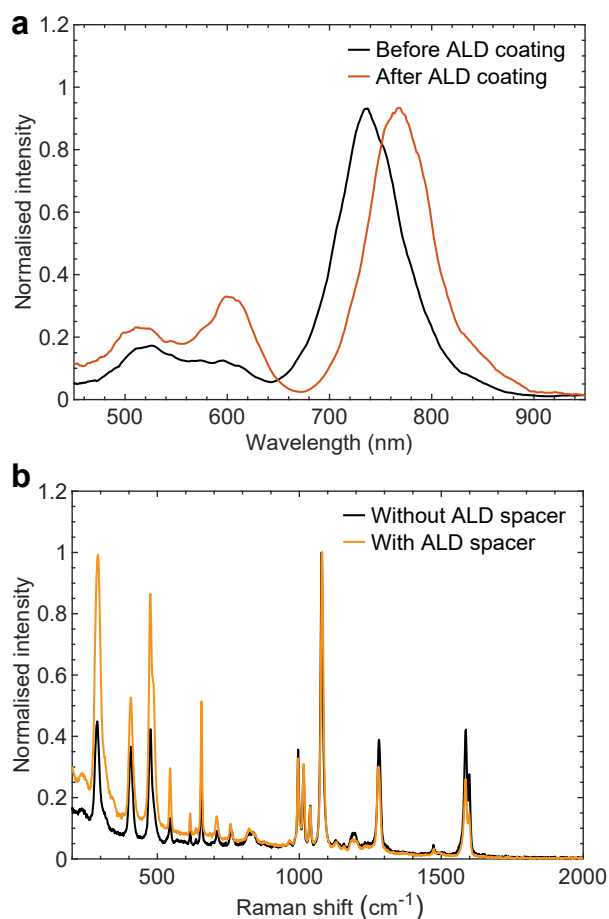 a
1.2
1
0.8
0.6
0.4
0.2
0
Normalised intensity
Before ALD coating
After ALD coating
500 600 700 800 900
Wavelength (nm)
b
1.2
1
0.8
0.6
0.4
0.2
0
Normalised intensity
Without ALD spacer
With ALD spacer
500 1000 1500 2000
Raman shift (cm⁻¹)